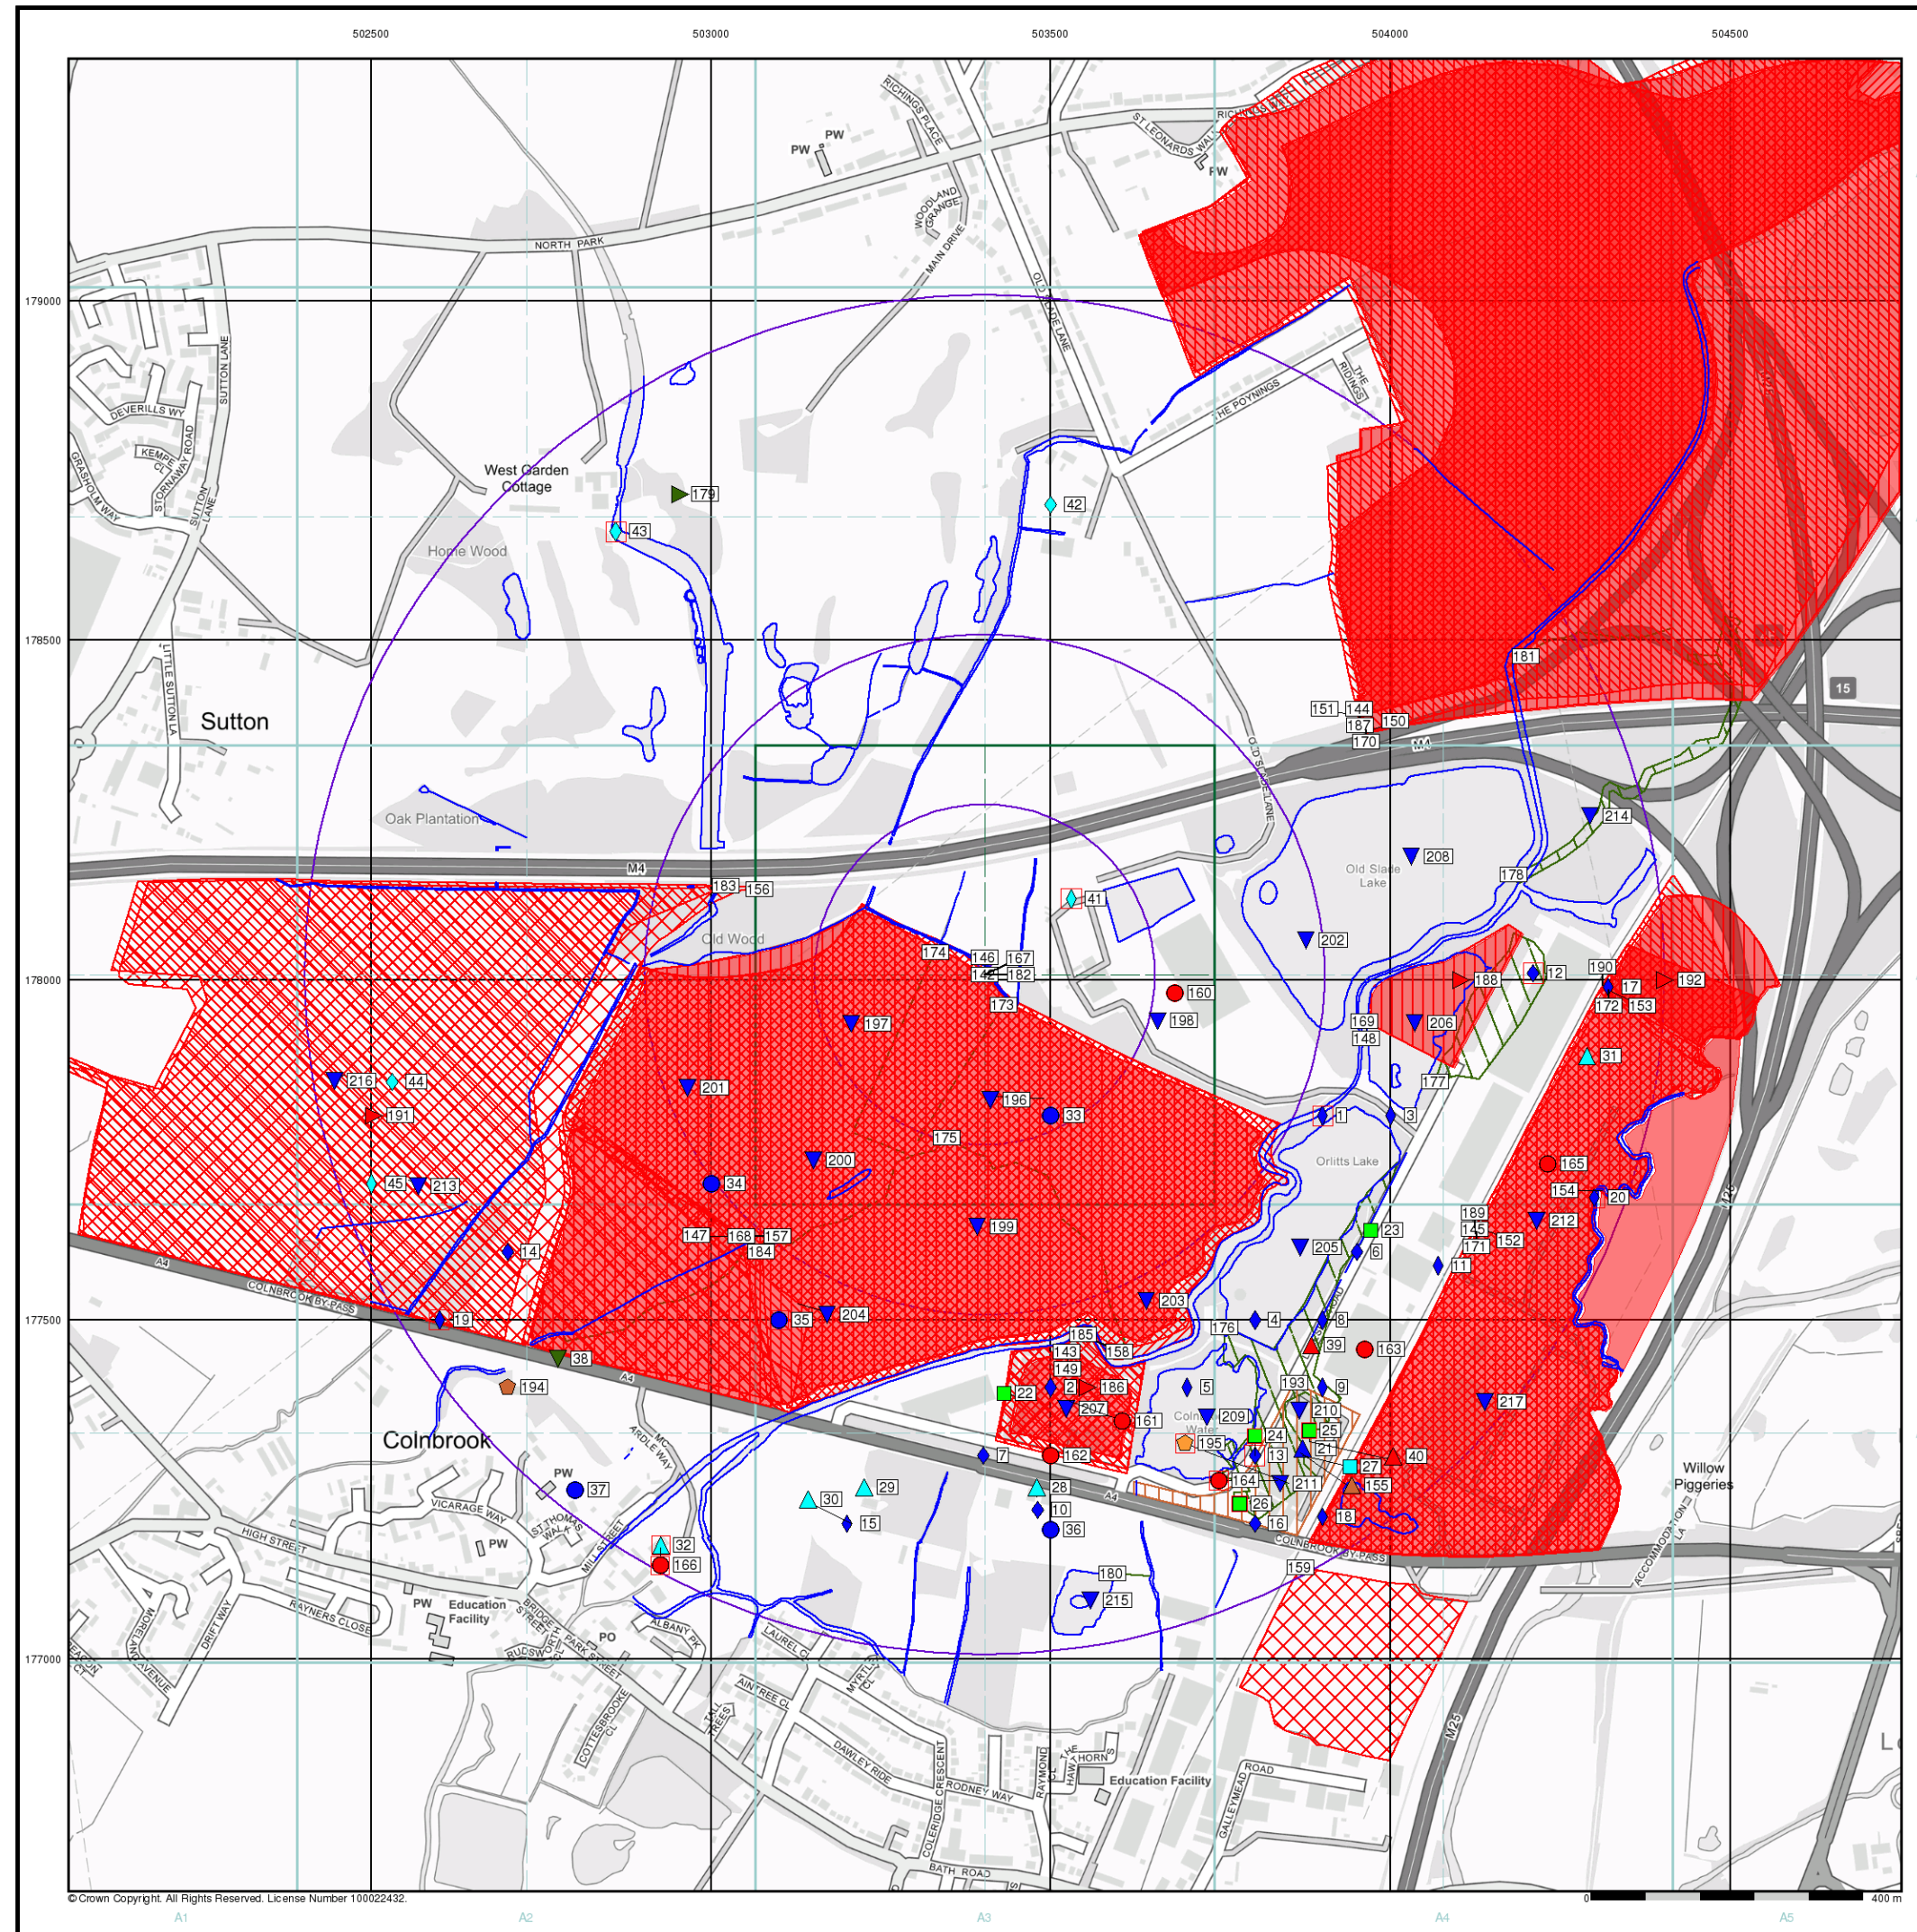 502500 503000 503500 504000 504500
RICHINGS PLACE
ST LEONARDS WALK
PW
PW
PW
WOODLAND
GRANGE
MAIN DRIVE
NORTH PARK
OLD SLADE LANE
179000
SUTTON LANE
THE
RIDINGS
THE POYNINGS
DEVERILLS WY
KEMPE
CL
STORNAWAY ROAD
GRASHOLM WAY
SUTTON
LANE
West Garden
Cottage
179
42
43
Home Wood
178500
LITTLE SUTTON LA
181
15
Sutton
151 144
187 150
170
M4
OLD SLADE LANE
Oak Plantation
214
M4
208
Old Slade
Lake
178
183 156
41
Old Wood
202
174
146 167
142 182
173
178000
160
188
12
190
17
192
172 153
197
198
169
148
206
31
216 44
201
177
191
196
33
1
3
175
200
Orlitts Lake
165
45 213
34
154
20
147 168 157
184
199
23
189
145
171
152
212
14
205
6
11
M25
A4
COLNBROOK BY-PASS
203
204
177500
19
35
4
8
176
185
143 158
39
163
38
149
A4
194
22
2
186
5
193
9
207
161
209
210
217
Colnbrook
195
24
25
MC
ARDLE WAY
7
162
13
21
40
27
PW
37
164
211
155
Willow
Piggeries
29
28
30
26
VICARAGE WAY
10
A4
15
36
16
18
HIGH STREET
ST THOMAS
WALK
PW
MILL STREET
32
166
COLNBROOK BY-PASS
159
180
215
ACCOMMODATION
LA
RAYNERS CLOSE
PW
Education
Facility
DRIFT WAY
MORELAND
AVENUE
BRIDGE
STREET
PARK STREET
PO
ALBANY PK
LAUREL CL
177000
MYRTLE
CL
AINTREE CL
TALL
TREES
COTTESBROOKE
CL
DAWLEY RIDE
COLERIDGE CRESCENT
RODNEY WAY
RAYMOND
CL
THE
HAWTHORNS
Education Facility
GALLEYMEAD ROAD
M25
BATH ROAD
© Crown Copyright. All Rights Reserved. License Number 100022432.
0 400 m
A1 A2 A3 A4 A5